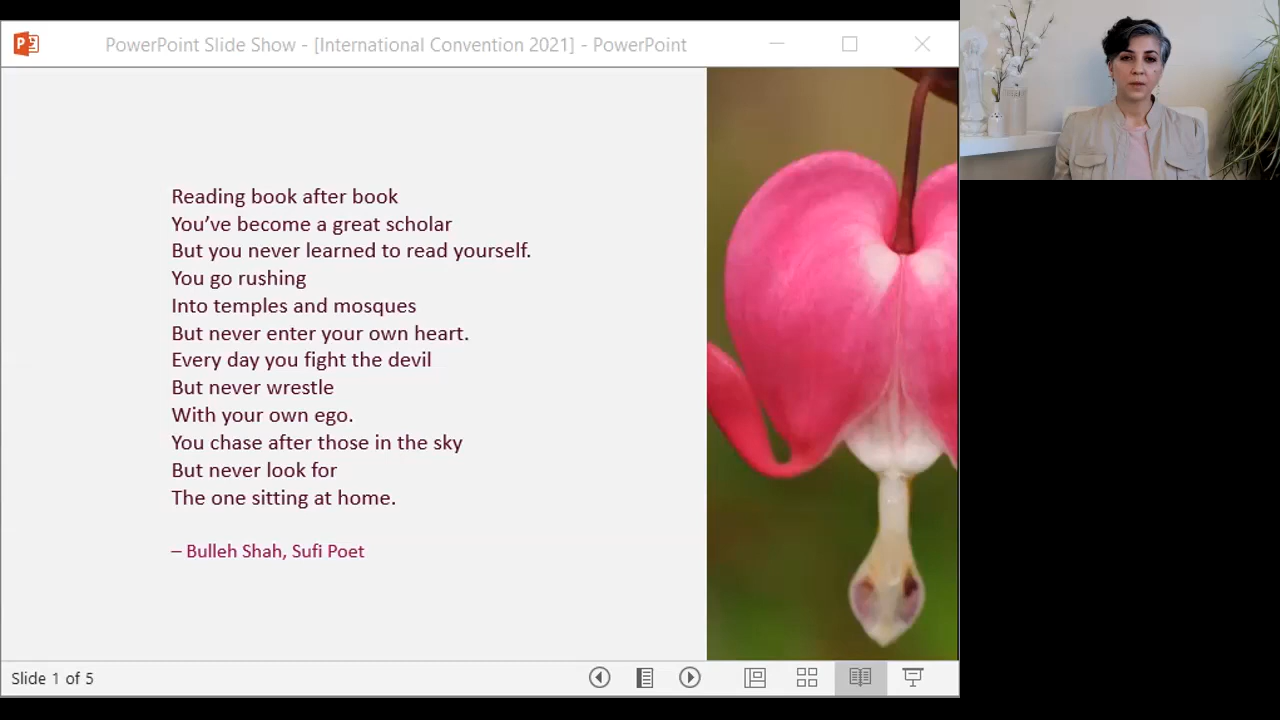 PowerPoint Slide Show - [International Convention 2021] - PowerPoint
Reading book after book
You’ve become a great scholar
But you never learned to read yourself.
You go rushing
Into temples and mosques
But never enter your own heart.
Every day you fight the devil
But never wrestle
With your own ego.
You chase after those in the sky
But never look for
The one sitting at home.
– Bulleh Shah, Sufi Poet
Slide 1 of 5